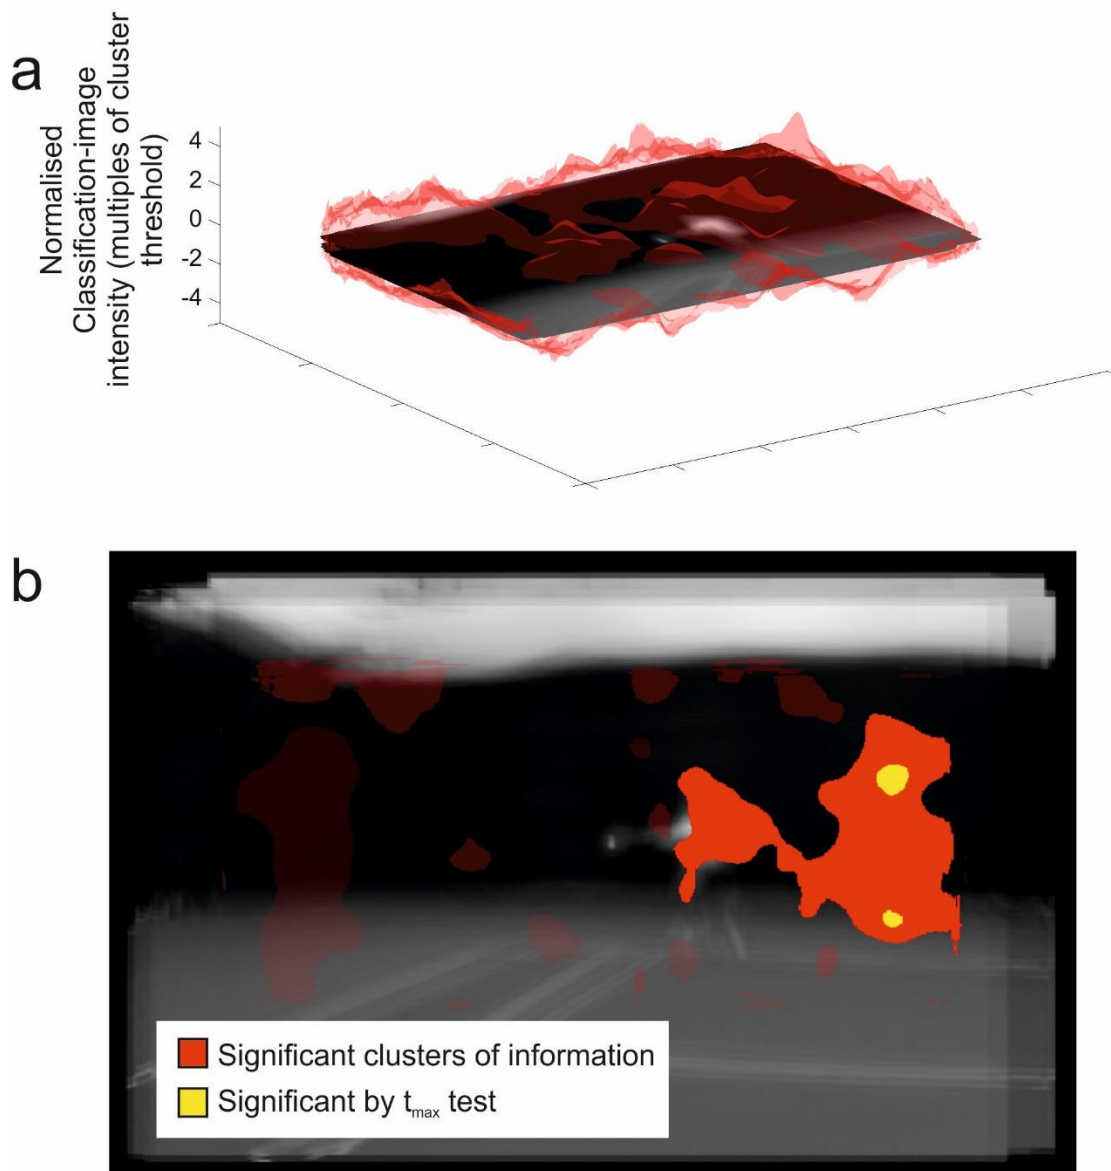 a
Normalised
Classification-image
intensity (multiples of cluster
threshold)
4
2
0
-2
-4
b
Significant clusters of information
Significant by tmax test